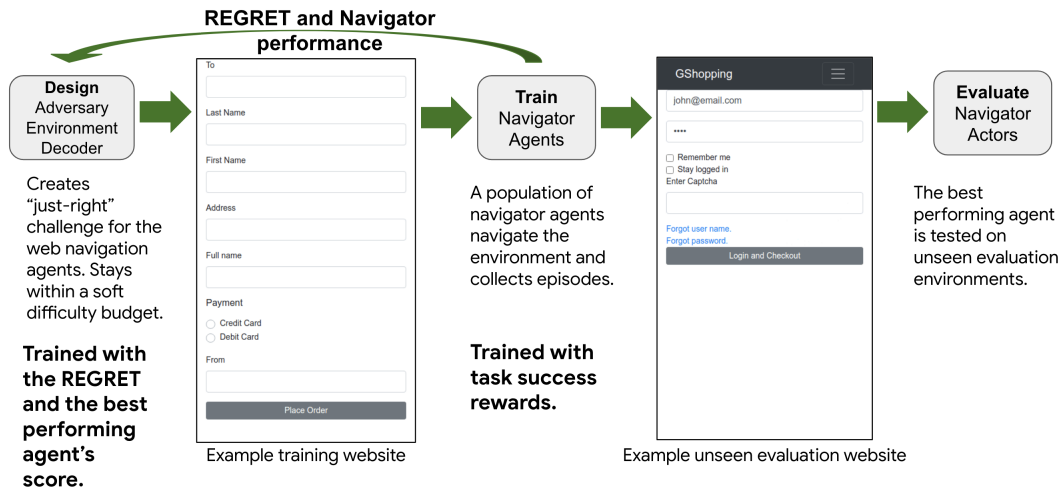 REGRET and Navigator
performance
Design
Adversary
Environment
Decoder
Creates
“just-right”
challenge for the
web navigation
agents. Stays
within a soft
difficulty budget.
Trained with
the REGRET
and the best
performing
agent’s
score.
To
Last Name
First Name
Address
Full name
Payment
Credit Card
Debit Card
From
Place Order
Example training website
Train
Navigator
Agents
A population of
navigator agents
navigate the
environment and
collects episodes.
Trained with
task success
rewards.
GShopping
john@email.com
••••
Remember me
Stay logged in
Enter Captcha
Forgot user name.
Forgot password.
Login and Checkout
Example unseen evaluation website
Evaluate
Navigator
Actors
The best
performing agent
is tested on
unseen evaluation
environments.